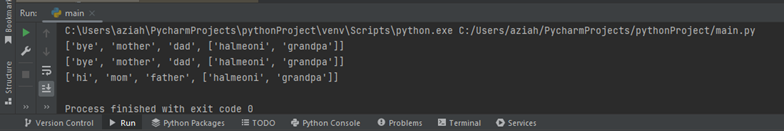 Run: main
C:\Users\aziah\PycharmProjects\pythonProject\venv\Scripts\python.exe C:/Users/aziah/PycharmProjects/pythonProject/main.py
['bye', 'mother', 'dad', ['halmeoni', 'grandpa']]
['bye', 'mother', 'dad', ['halmeoni', 'grandpa']]
['hi', 'mom', 'father', ['halmeoni', 'grandpa']]
Process finished with exit code 0
Bookmark
Structure
Version Control Run Python Packages TODO Python Console Problems Terminal Services